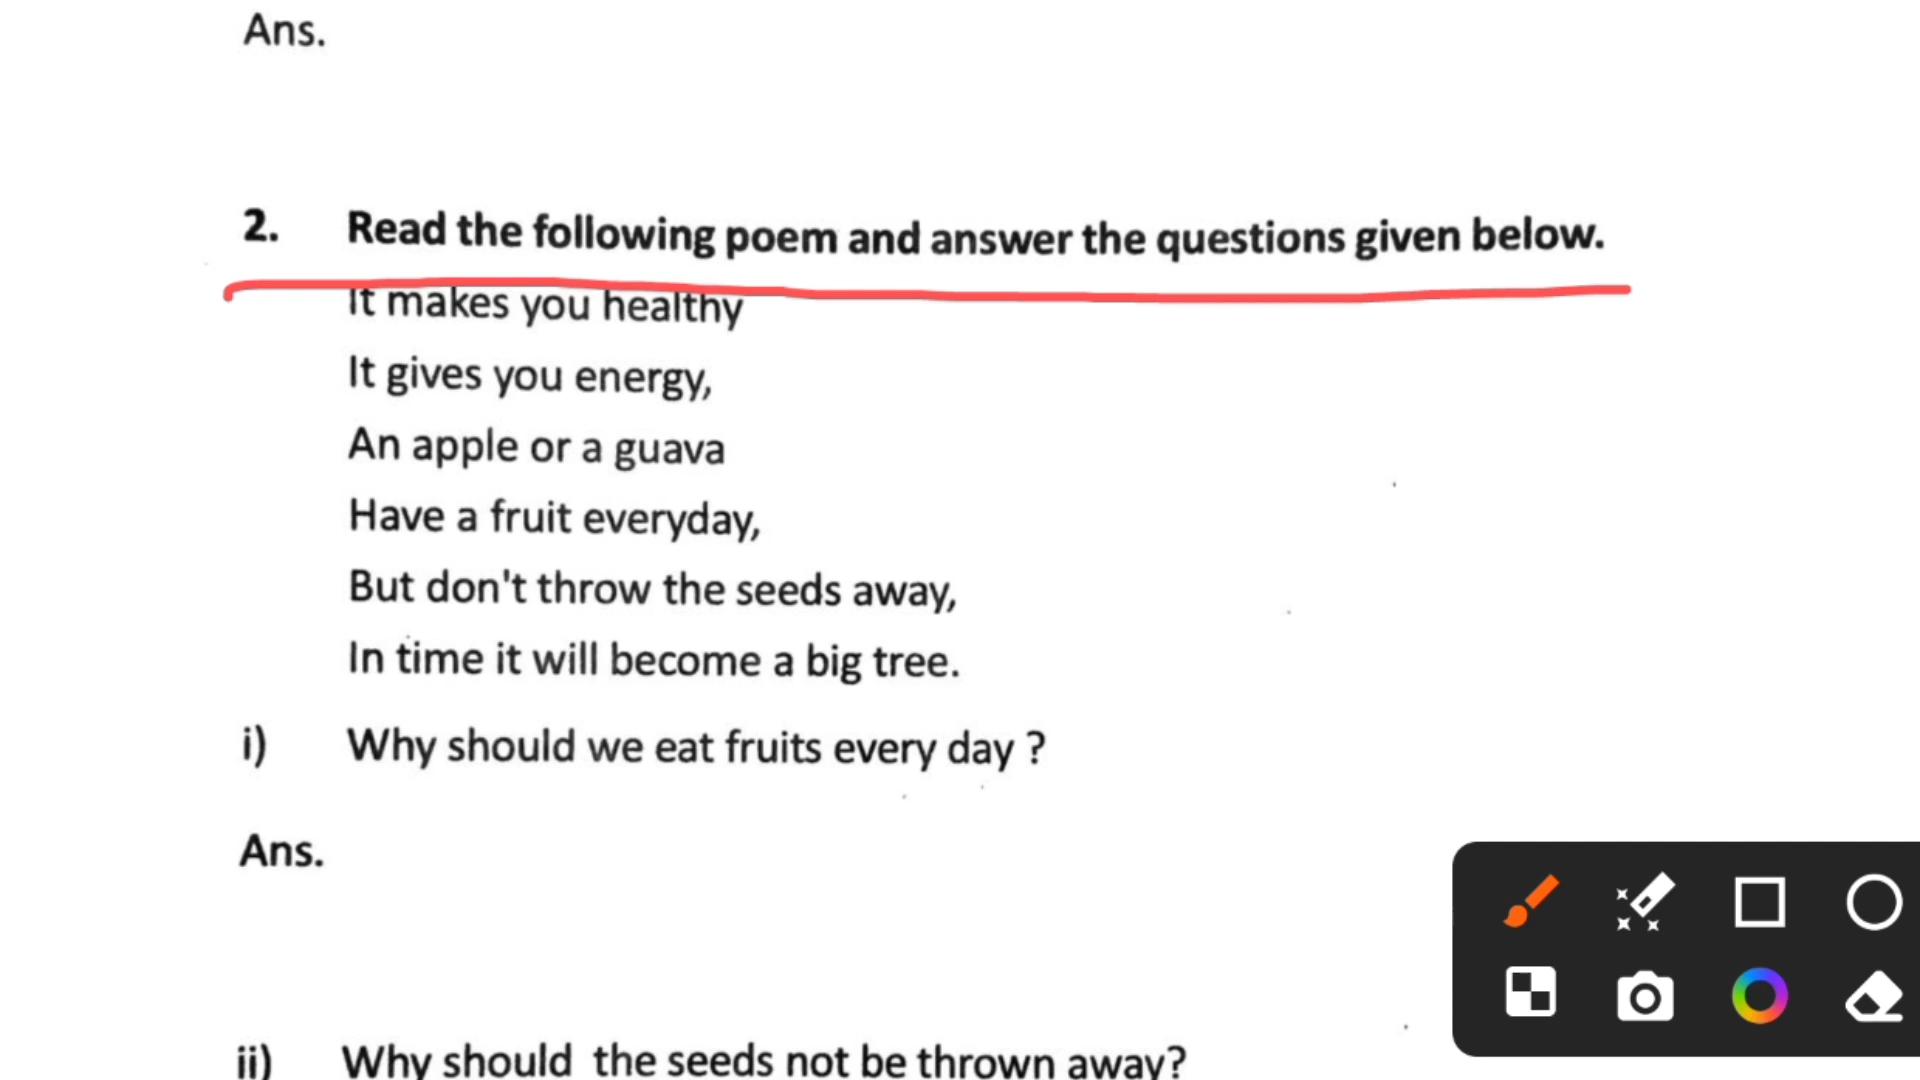 Ans.
2. Read the following poem and answer the questions given below.
It makes you healthy
It gives you energy,
An apple or a guava
Have a fruit everyday,
But don't throw the seeds away,
In time it will become a big tree.
i) Why should we eat fruits every day ?
Ans.
ii) Why should the seeds not be thrown away?